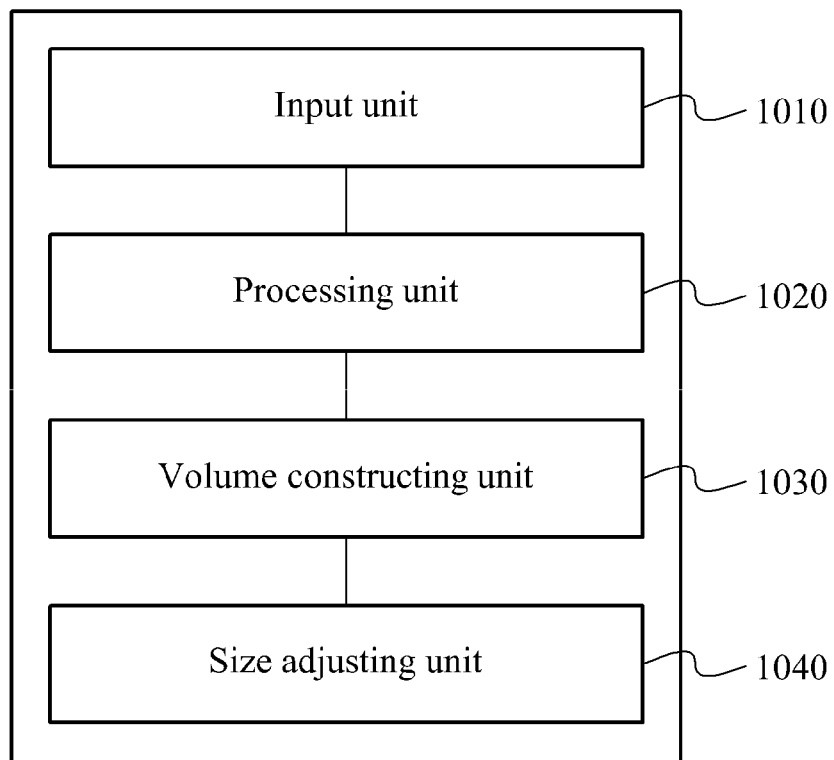 Input unit
1010
Processing unit
1020
Volume constructing unit
1030
Size adjusting unit
1040